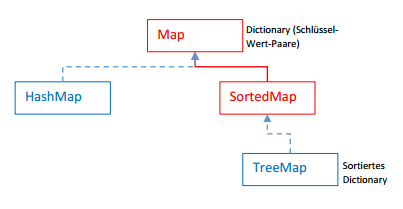 Map
Dictionary (Schlüssel-
Wert-Paare)
HashMap
SortedMap
TreeMap
Sortiertes
Dictionary